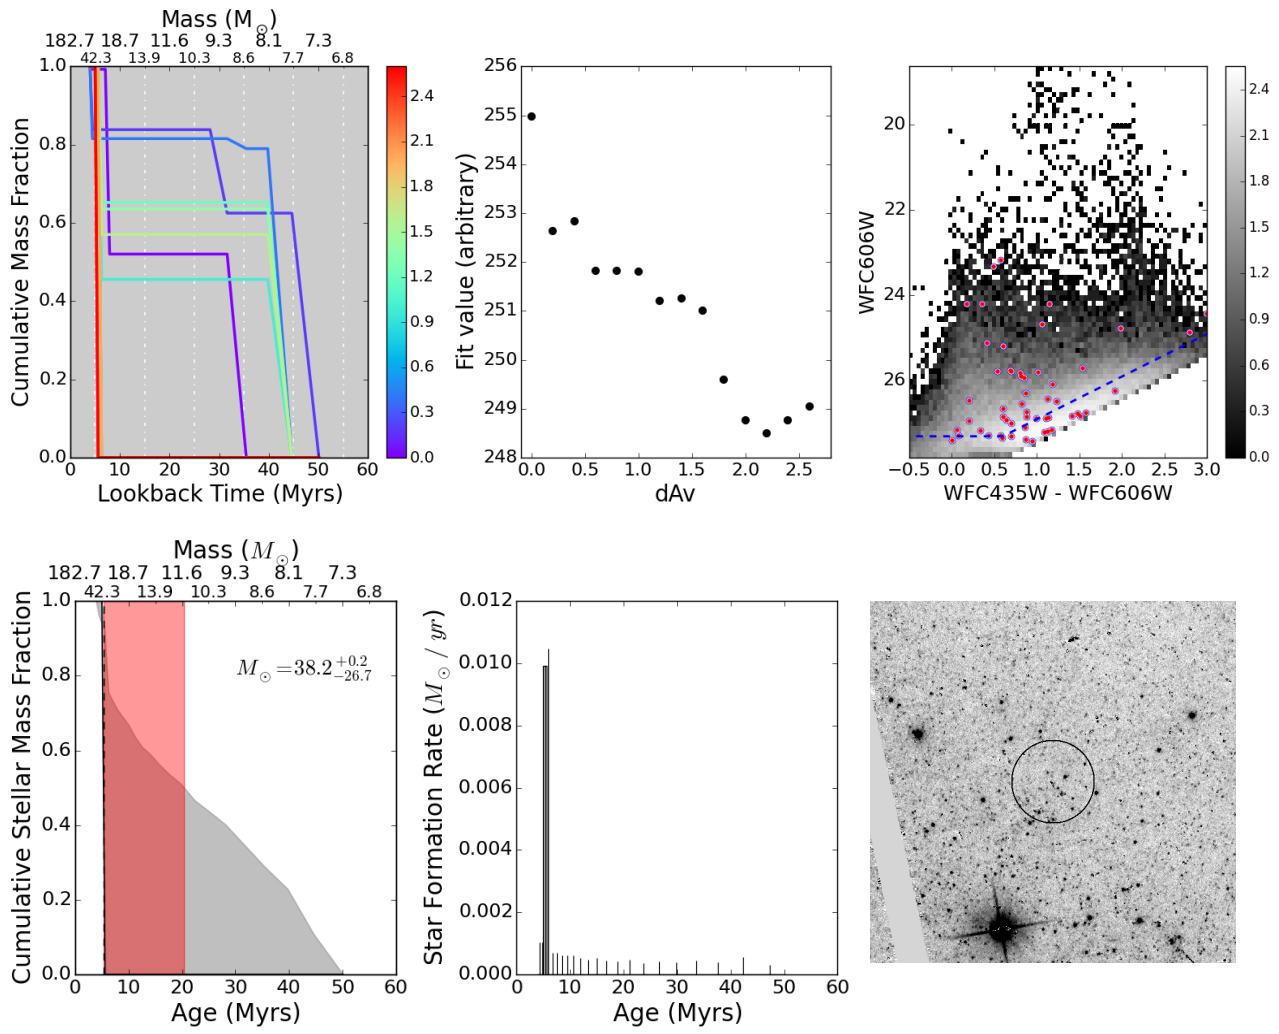 Mass (M⊙)
182.7 18.7 11.6 9.3 8.1 7.3
42.3 13.9 10.3 8.6 7.7 6.8
1.0
0.8
0.6
0.4
0.2
0.0
Cumulative Mass Fraction
0 10 20 30 40 50 60
Lookback Time (Myrs)
2.4
2.1
1.8
1.5
1.2
0.9
0.6
0.3
0.0
256
255
254
253
252
251
250
249
248
Fit value (arbitrary)
0.0 0.5 1.0 1.5 2.0 2.5
dAv
20
22
24
26
WFC606W
−0.5 0.0 0.5 1.0 1.5 2.0 2.5 3.0
WFC435W - WFC606W
2.4
2.1
1.8
1.5
1.2
0.9
0.6
0.3
0.0
Mass (M⊙)
182.7 18.7 11.6 9.3 8.1 7.3
42.3 13.9 10.3 8.6 7.7 6.8
1.0
0.8
0.6
0.4
0.2
0.0
Cumulative Stellar Mass Fraction
M⊙=38.2+0.2−26.7
0 10 20 30 40 50 60
Age (Myrs)
0.012
0.010
0.008
0.006
0.004
0.002
0.000
Star Formation Rate (M⊙ / yr)
0 10 20 30 40 50 60
Age (Myrs)